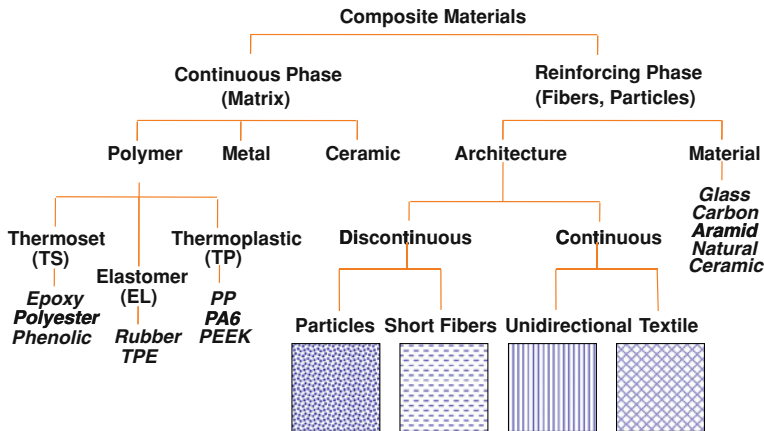 Composite Materials
Continuous Phase
(Matrix)
Reinforcing Phase
(Fibers, Particles)
Polymer
Metal
Ceramic
Architecture
Material
Glass
Carbon
Aramid
Natural
Ceramic
Thermoset
(TS)
Elastomer
(EL)
Thermoplastic
(TP)
Discontinuous
Continuous
Epoxy
Polyester
Phenolic
Rubber
TPE
PP
PA6
PEEK
Particles
Short Fibers
Unidirectional
Textile